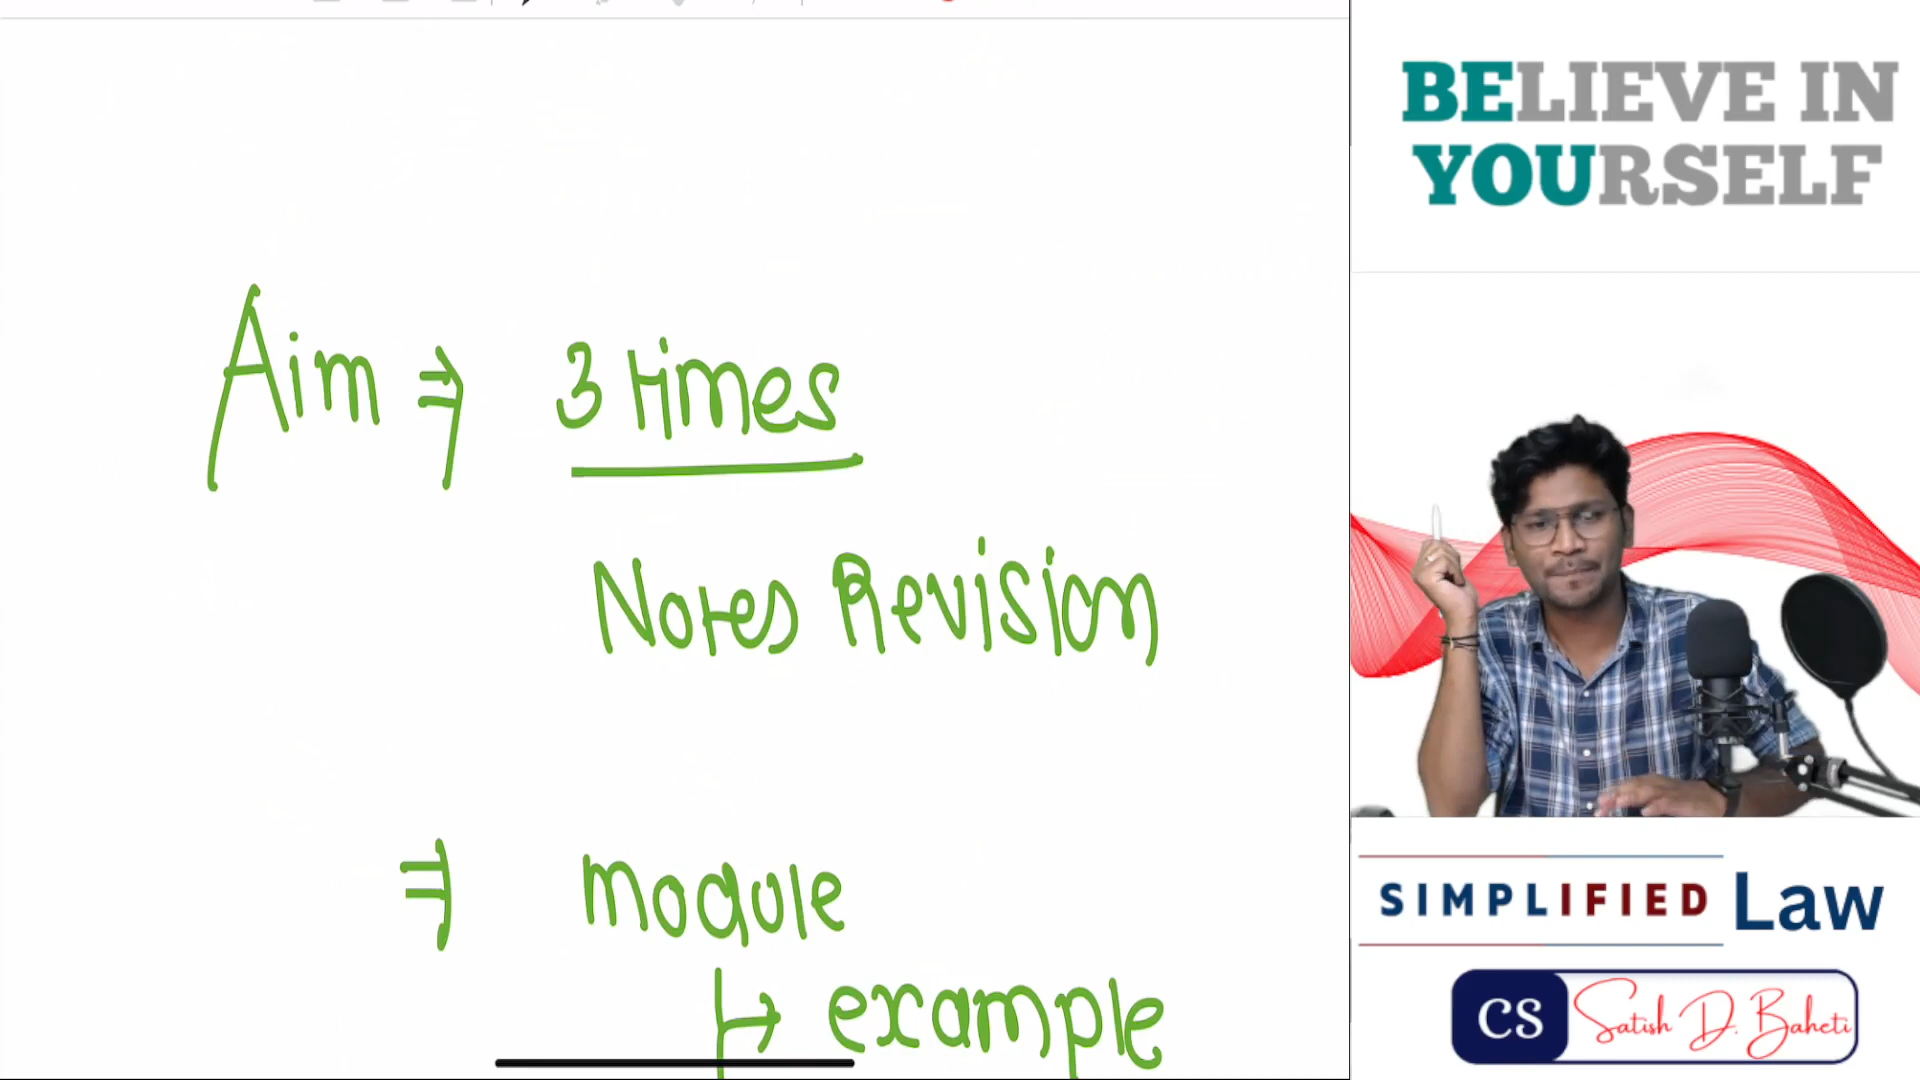 Aim ⇒ 3 times
Notes Revision
⇒ module
↳ example
BELIEVE IN
YOURSELF
SIMPLIFIED Law
CS Satish D. Baheti